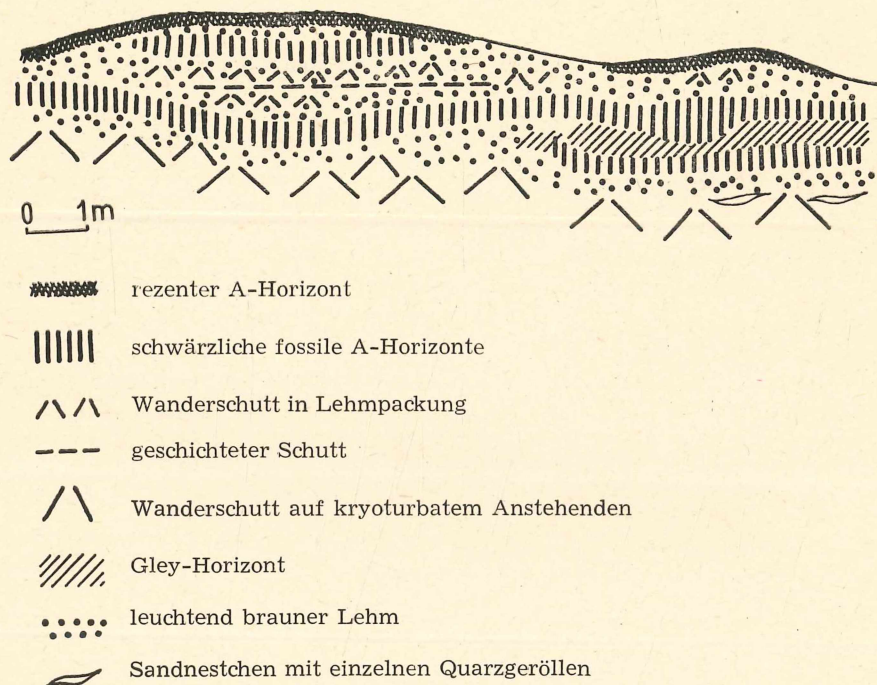 0 1m
rezenter A-Horizont
schwärzliche fossile A-Horizonte
Wanderschutt in Lehmpackung
geschichteter Schutt
Wanderschutt auf kryoturbatem Anstehenden
Gley-Horizont
leuchtend brauner Lehm
Sandnestchen mit einzelnen Quarzgeröllen